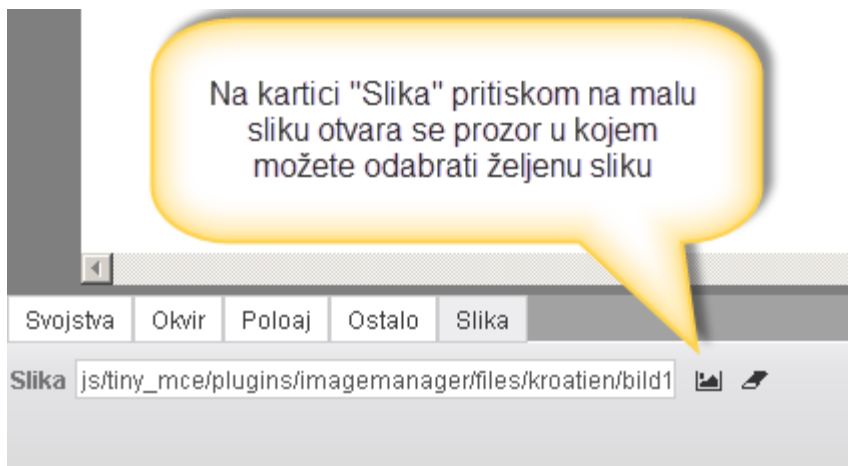 Na kartici "Slika" pritiskom na malu
sliku otvara se prozor u kojem
možete odabrati željenu sliku
Svojstva Okvir Poloaj Ostalo Slika
Slika js/tiny_mce/plugins/imagemanager/files/kroatien/bild1